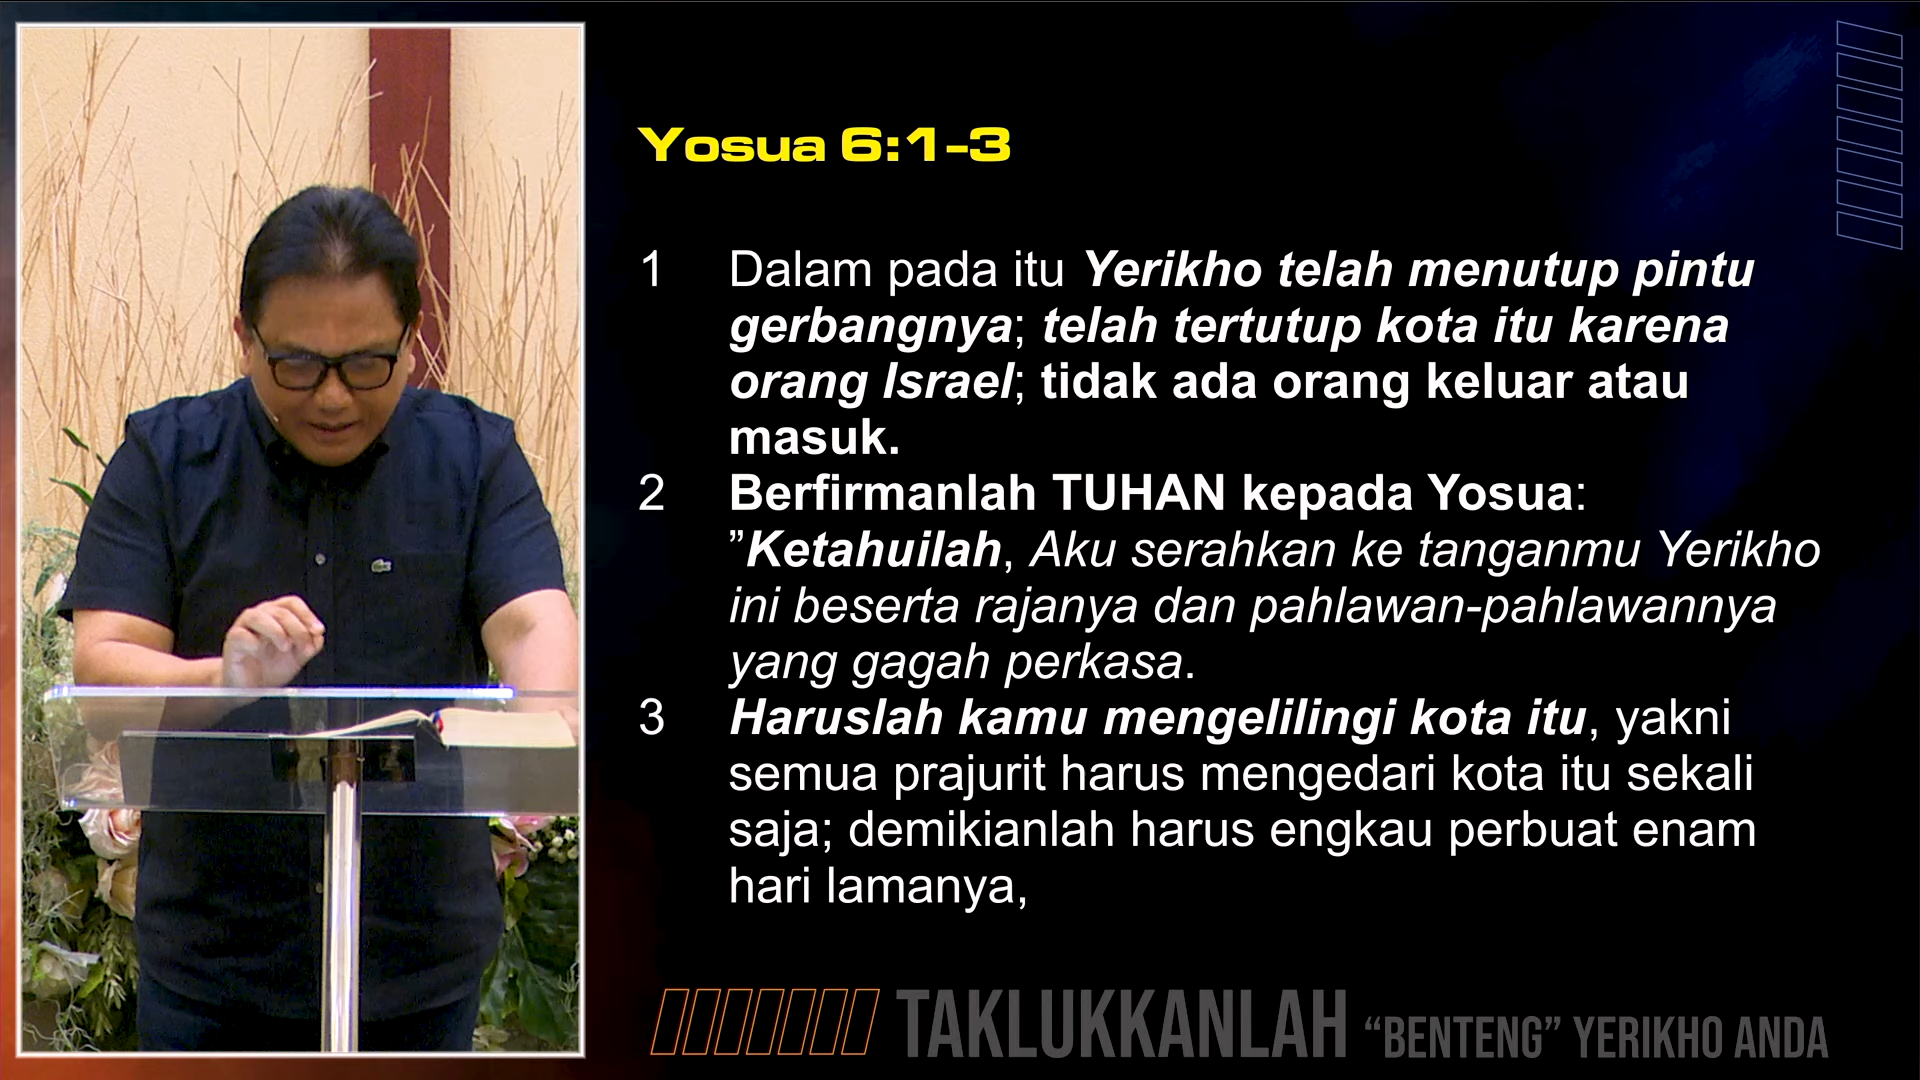 Yosua 6:1-3
1 Dalam pada itu Yerikho telah menutup pintu
gerbangnya; telah tertutup kota itu karena
orang Israel; tidak ada orang keluar atau
masuk.
2 Berfirmanlah TUHAN kepada Yosua:
”Ketahuilah, Aku serahkan ke tanganmu Yerikho
ini beserta rajanya dan pahlawan-pahlawannya
yang gagah perkasa.
3 Haruslah kamu mengelilingi kota itu, yakni
semua prajurit harus mengedari kota itu sekali
saja; demikianlah harus engkau perbuat enam
hari lamanya,
TAKLUKKANLAH “BENTENG” YERIKHO ANDA